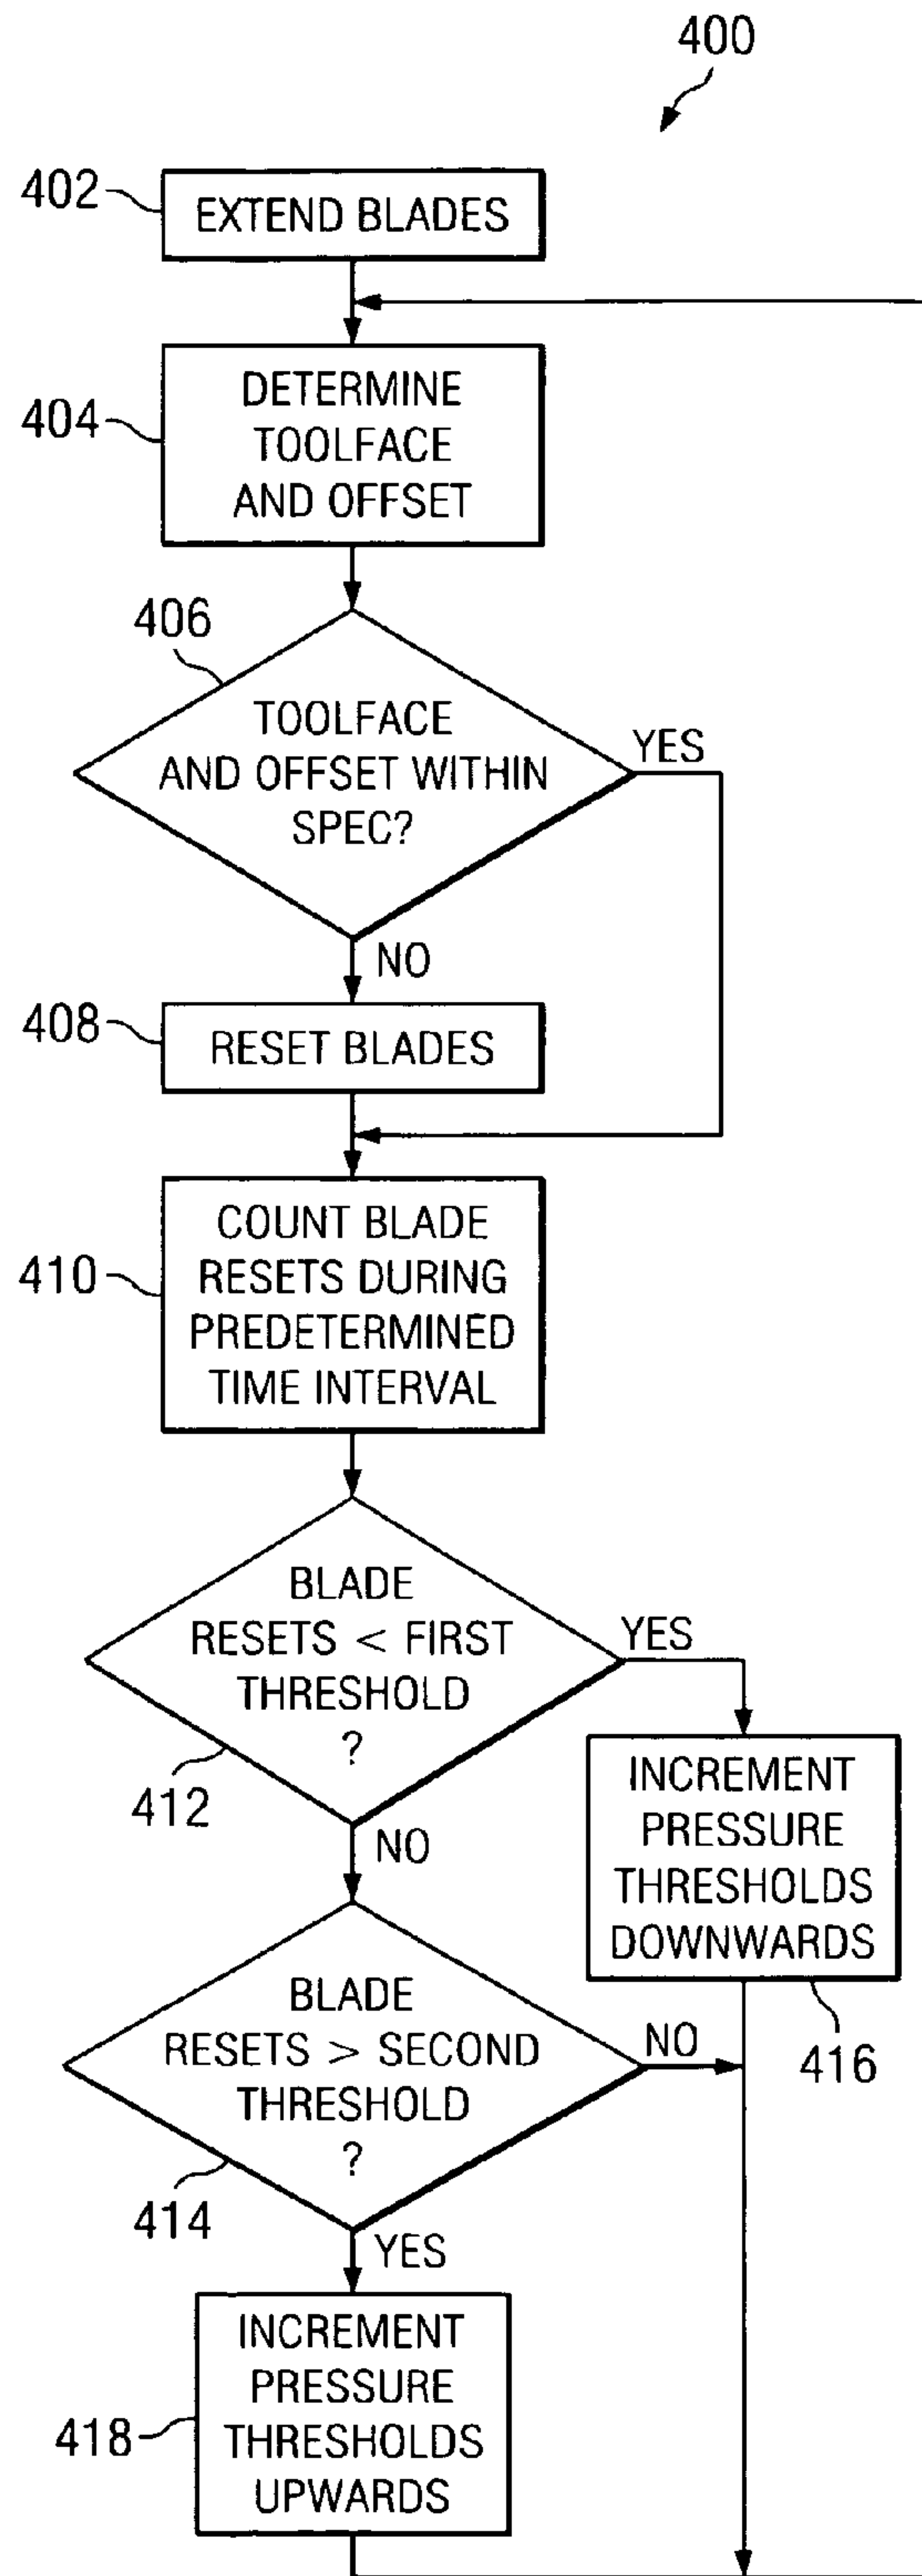 400
402
EXTEND BLADES
404
DETERMINE
TOOLFACE
AND OFFSET
406
TOOLFACE
AND OFFSET WITHIN
SPEC?
YES
NO
408
RESET BLADES
410
COUNT BLADE
RESETS DURING
PREDETERMINED
TIME INTERVAL
BLADE
RESETS < FIRST
THRESHOLD
?
YES
412
NO
INCREMENT
PRESSURE
THRESHOLDS
DOWNWARDS
416
BLADE
RESETS > SECOND
THRESHOLD
?
NO
414
YES
418
INCREMENT
PRESSURE
THRESHOLDS
UPWARDS